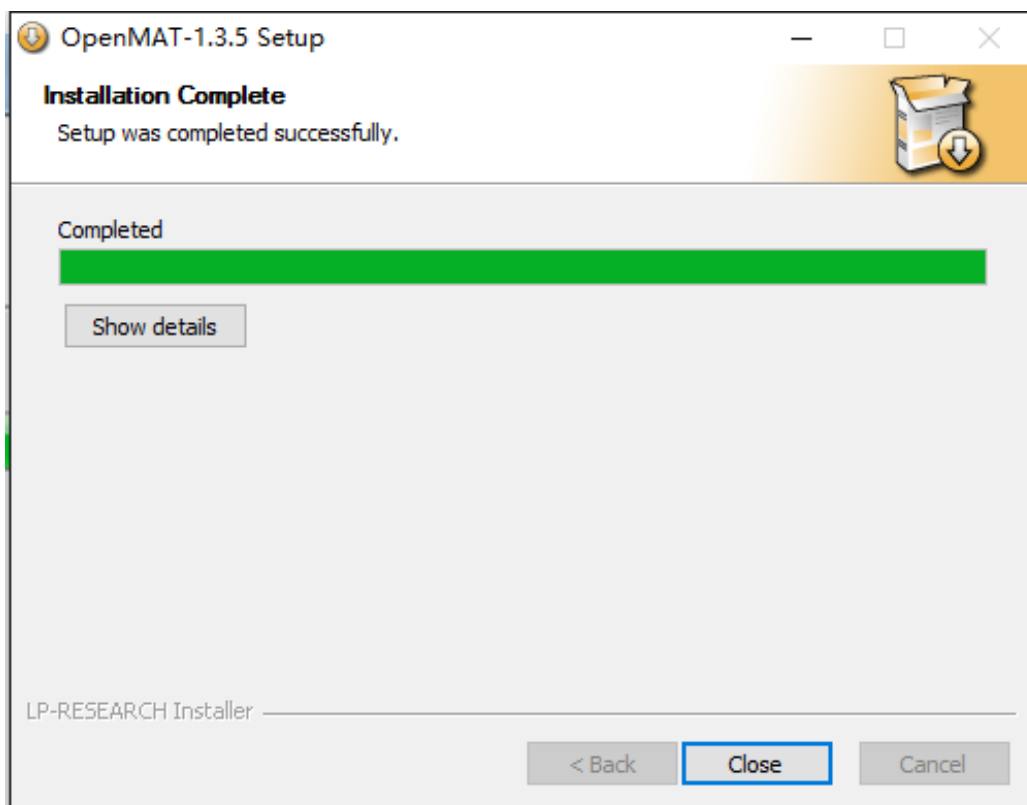 OpenMAT-1.3.5 Setup
Installation Complete
Setup was completed successfully.
Completed
Show details
LP-RESEARCH Installer
< Back
Close
Cancel